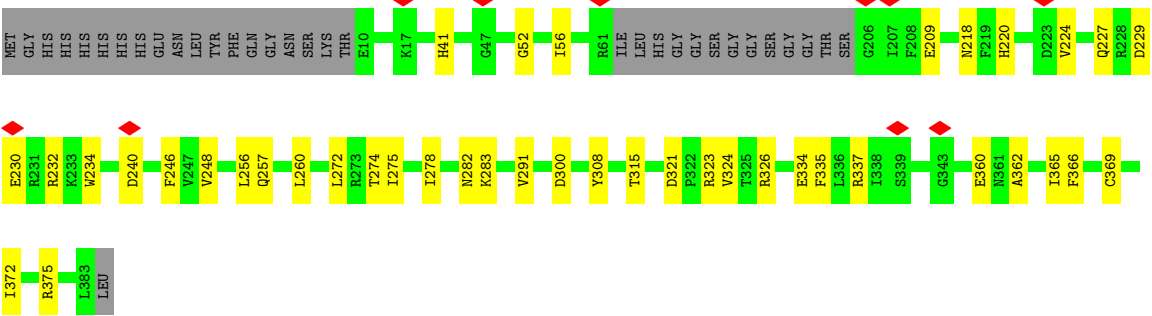 MET GLY HIS HIS HIS HIS HIS HIS GLU ASN LEU TYR PHE GLN GLY ASN SER LYS THR E10 K17 H41 G47 G52 I56 R61 ILE LEU HIS GLY GLY SER GLY GLY SER GLY GLY THR SER G206 I207 F208 E209 N218 F219 H220 D223 V224 Q227 R228 D229
E230 R231 R232 K233 W234 D240 F246 V247 V248 L256 Q257 L260 L272 R273 T274 I275 I278 N282 K283 V291 D300 Y308 T315 D321 P322 R323 V324 T325 R326 E334 F335 L336 R337 I338 S339 G343 E360 N361 A362 I365 F366 C369
I372 R375 L383 LEU